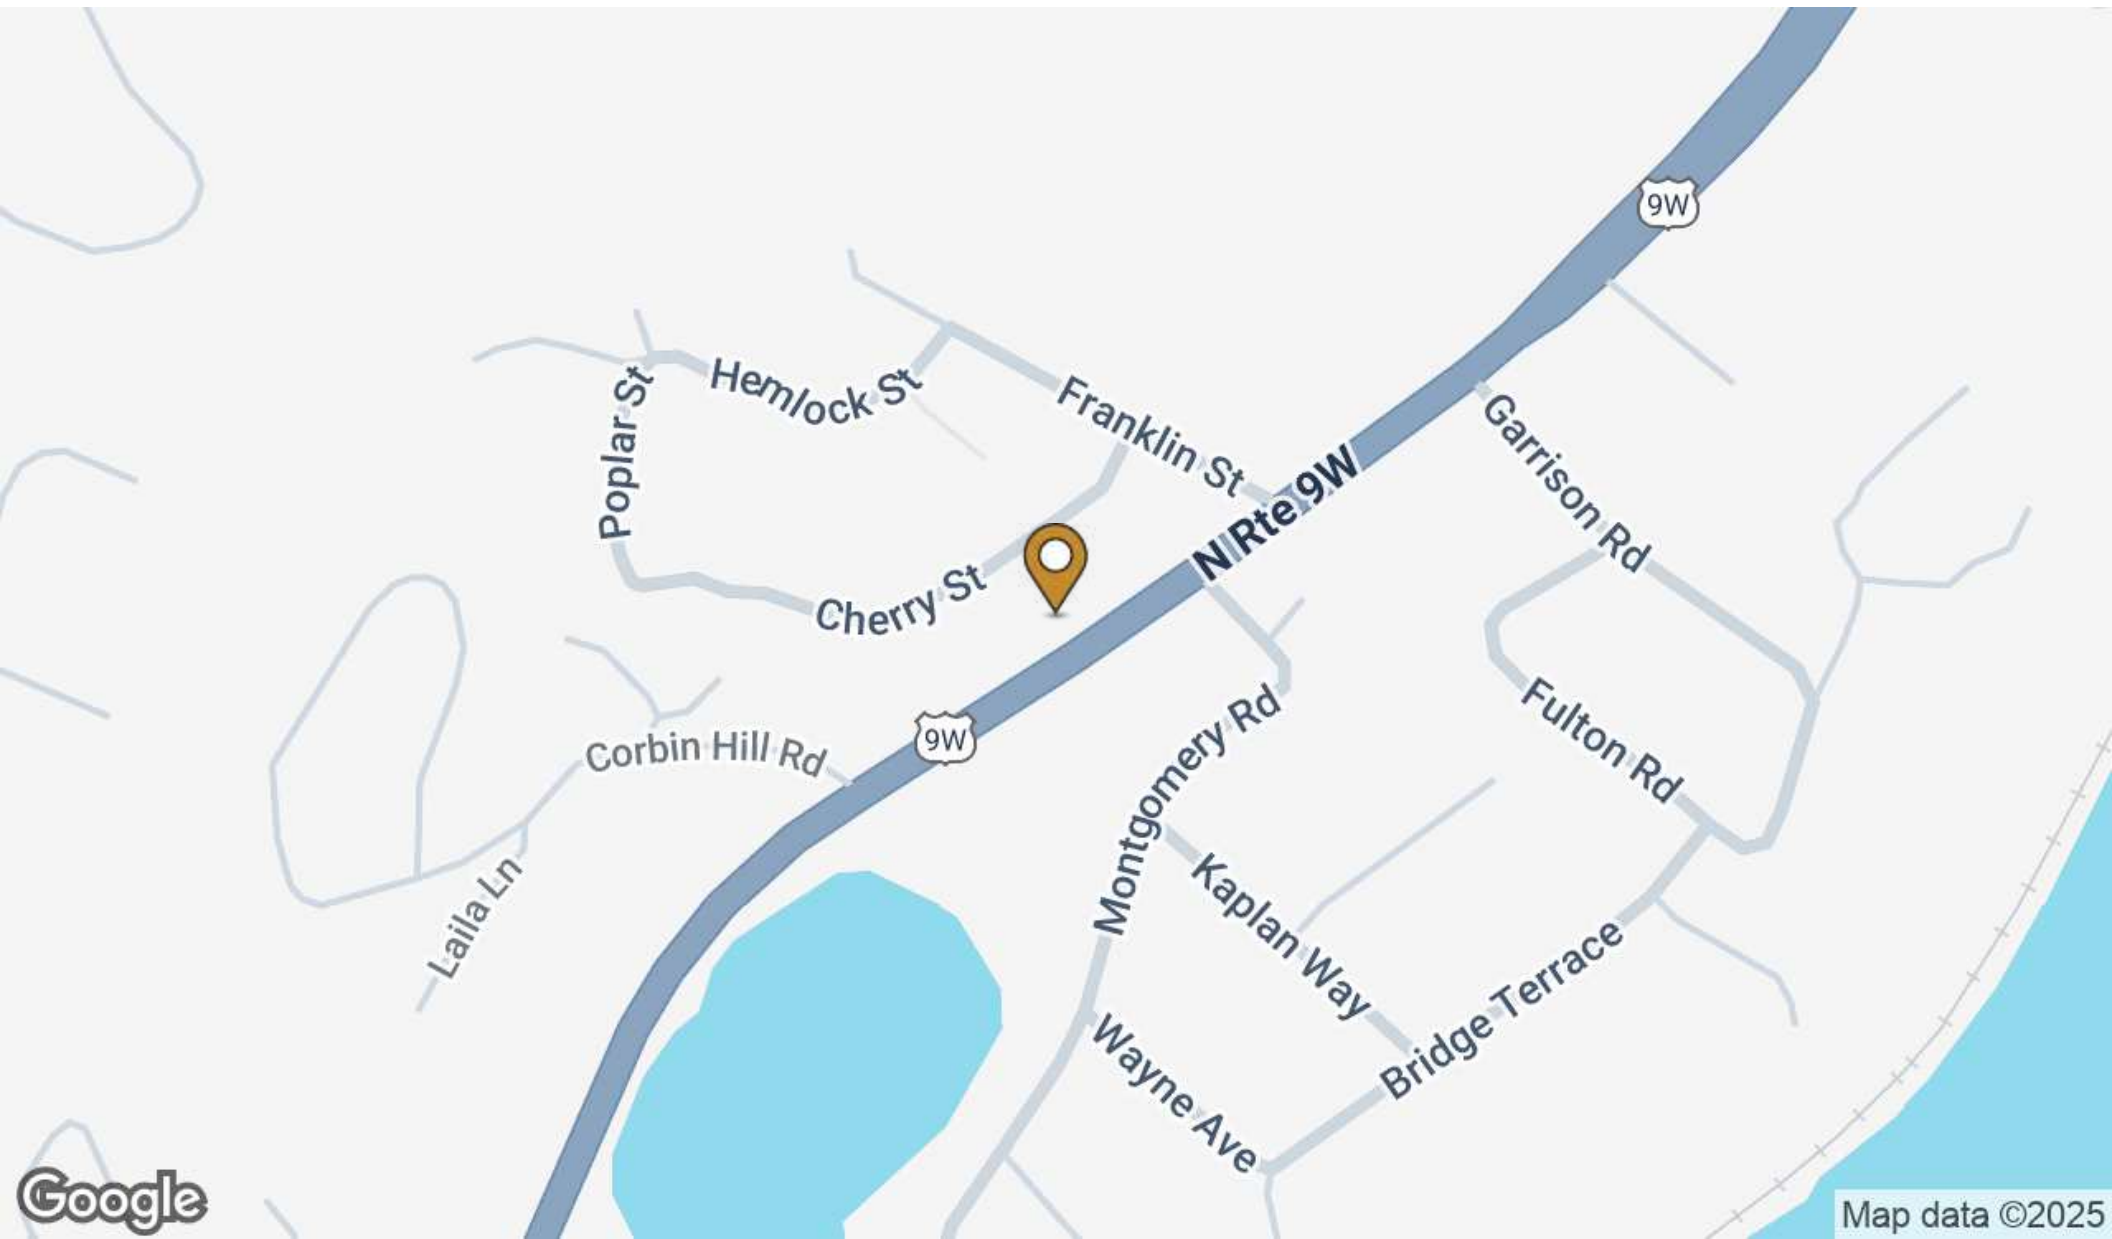 9W
Hemlock St
Poplar St
Franklin St
N Rte 9W
Garrison Rd
Cherry St
Fulton Rd
Montgomery Rd
9W
Corbin Hill Rd
Laila Ln
Kaplan Way
Bridge Terrace
Wayne Ave
Google
Map data ©2025